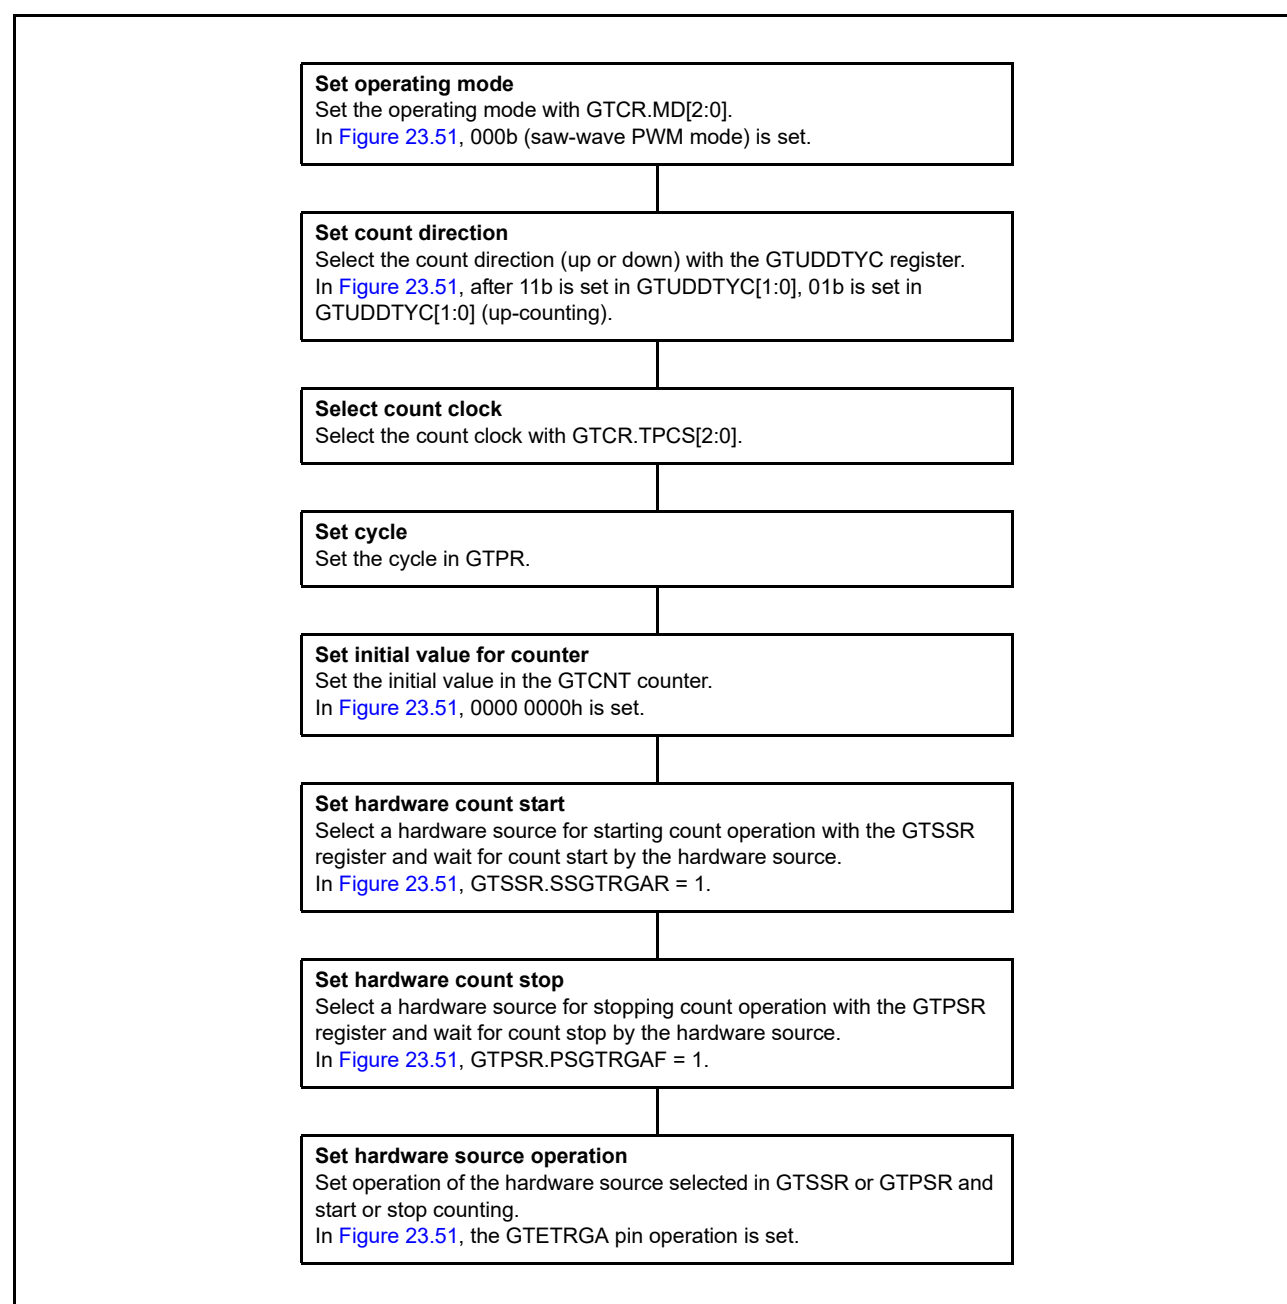 Set operating mode
Set the operating mode with GTCR.MD[2:0].
In Figure 23.51, 000b (saw-wave PWM mode) is set.
Set count direction
Select the count direction (up or down) with the GTUDDTYC register.
In Figure 23.51, after 11b is set in GTUDDTYC[1:0], 01b is set in
GTUDDTYC[1:0] (up-counting).
Select count clock
Select the count clock with GTCR.TPCS[2:0].
Set cycle
Set the cycle in GTPR.
Set initial value for counter
Set the initial value in the GTCNT counter.
In Figure 23.51, 0000 0000h is set.
Set hardware count start
Select a hardware source for starting count operation with the GTSSR
register and wait for count start by the hardware source.
In Figure 23.51, GTSSR.SSGTRGAR = 1.
Set hardware count stop
Select a hardware source for stopping count operation with the GTPSR
register and wait for count stop by the hardware source.
In Figure 23.51, GTPSR.PSGTRGAF = 1.
Set hardware source operation
Set operation of the hardware source selected in GTSSR or GTPSR and
start or stop counting.
In Figure 23.51, the GTETRGA pin operation is set.